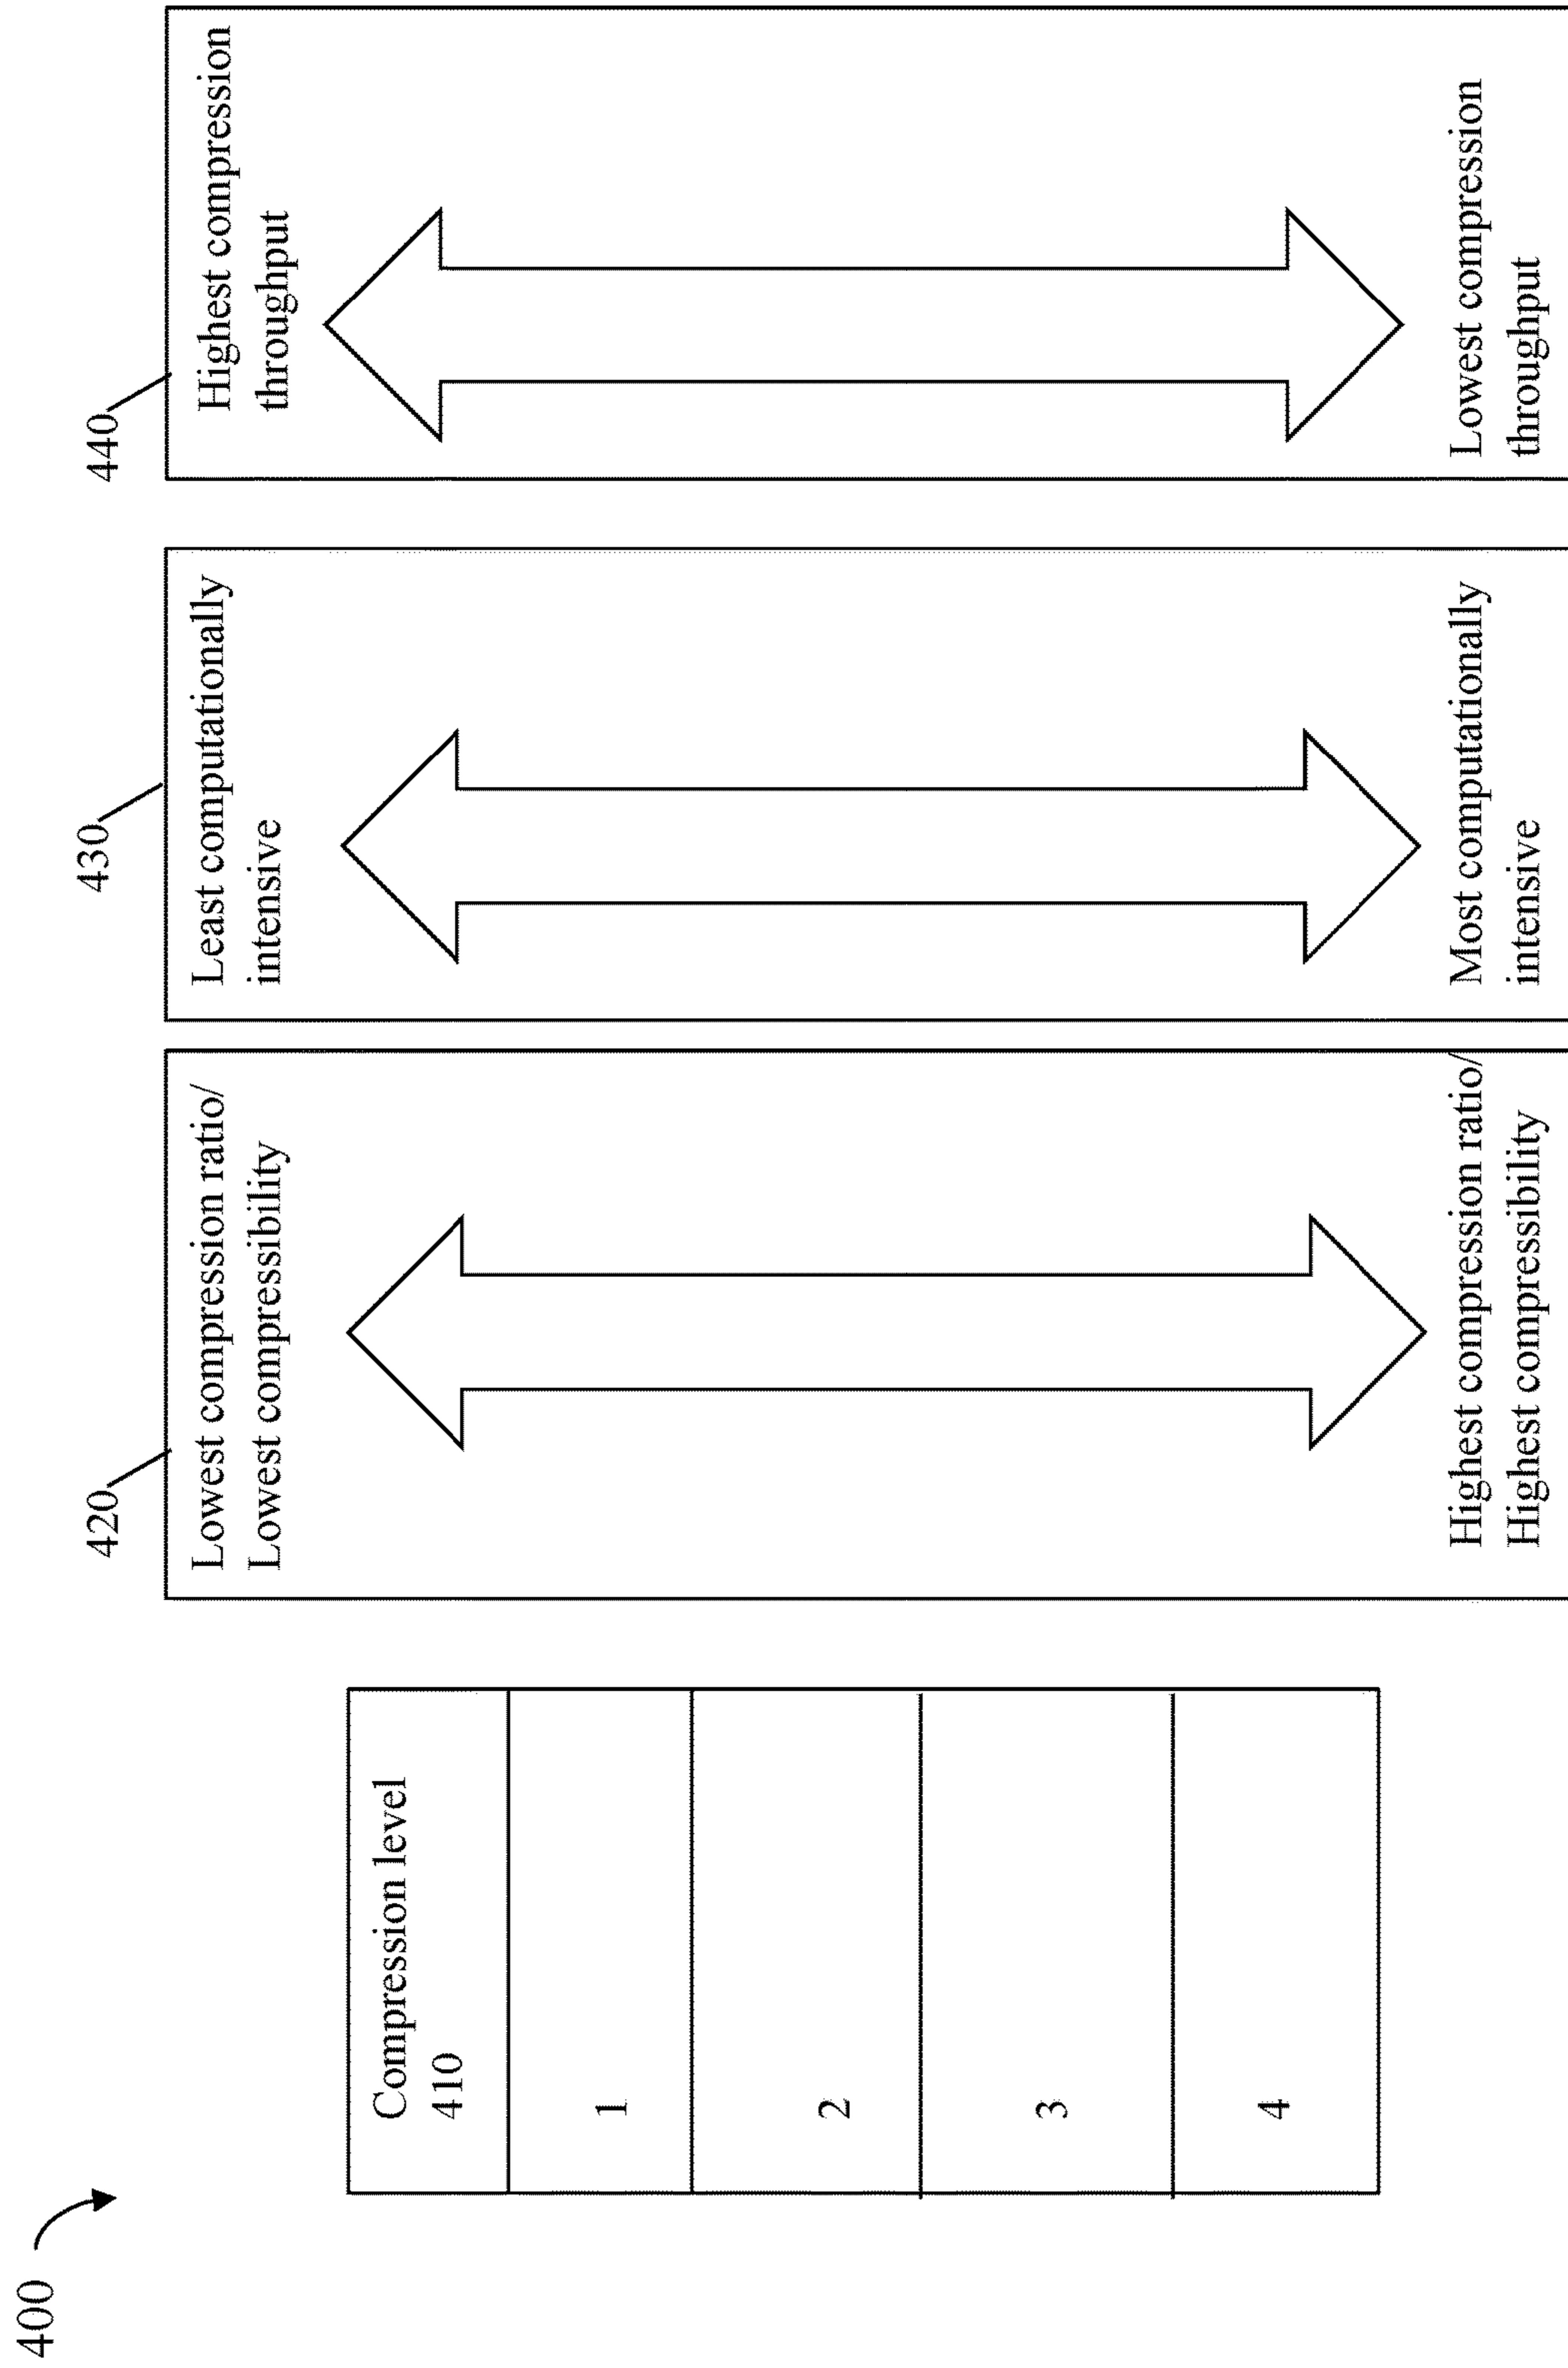 400
Compression level
410
1
2
3
4
420
Lowest compression ratio/
Lowest compressibility
Highest compression ratio/
Highest compressibility
430
Least computationally
intensive
Most computationally
intensive
440
Highest compression
throughput
Lowest compression
throughput